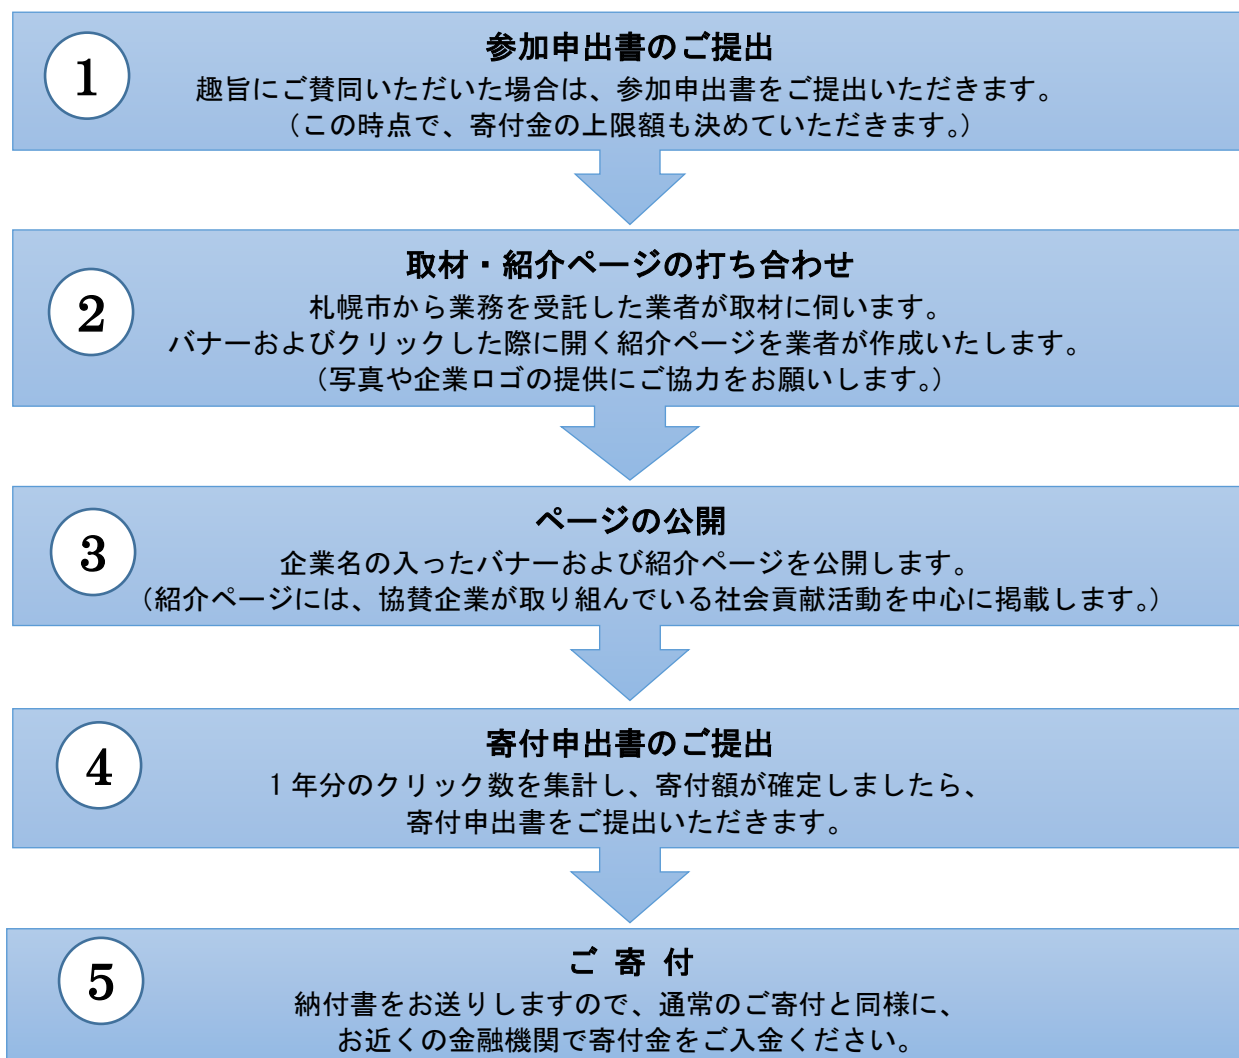 1
参加申出書のご提出
趣旨にご賛同いただいた場合は、参加申出書をご提出いただきます。
（この時点で、寄付金の上限額も決めていただきます。）
2
取材・紹介ページの打ち合わせ
札幌市から業務を受託した業者が取材に伺います。
バナーおよびクリックした際に開く紹介ページを業者が作成いたします。
（写真や企業ロゴの提供にご協力をお願いします。）
3
ページの公開
企業名の入ったバナーおよび紹介ページを公開します。
（紹介ページには、協賛企業が取り組んでいる社会貢献活動を中心に掲載します。）
4
寄付申出書のご提出
1年分のクリック数を集計し、寄付額が確定しましたら、
寄付申出書をご提出いただきます。
5
ご 寄 付
納付書をお送りしますので、通常のご寄付と同様に、
お近くの金融機関で寄付金をご入金ください。